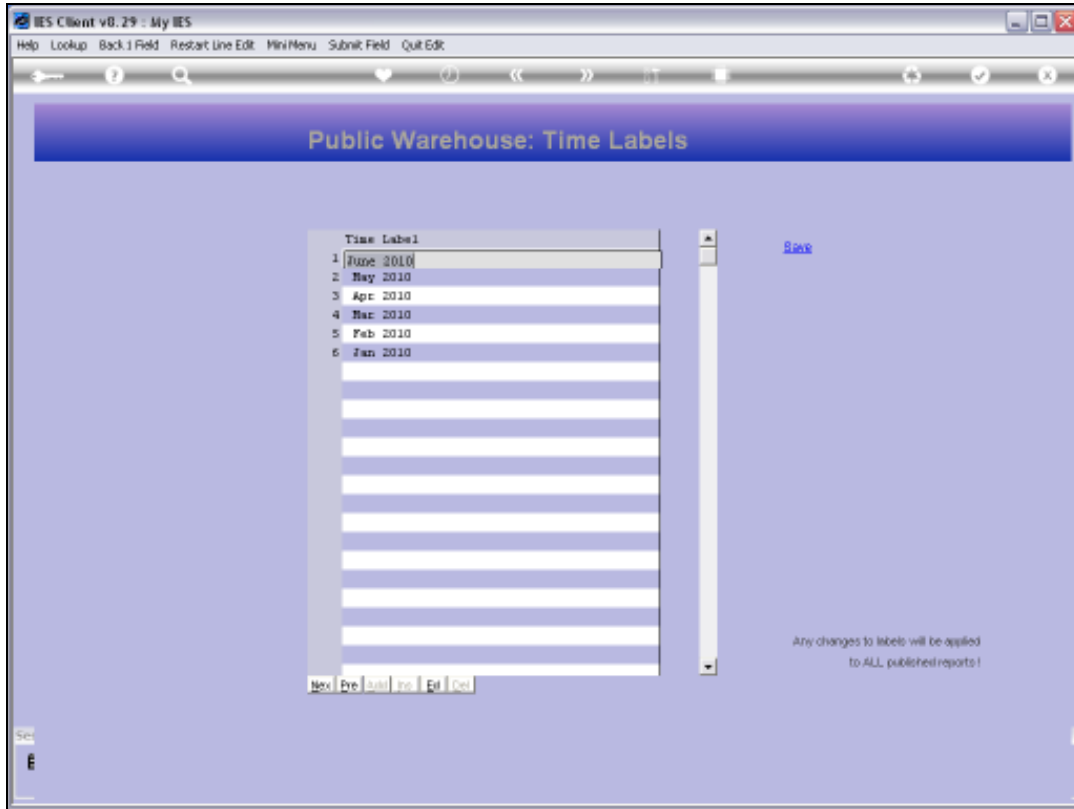 IES Client v8.29 : My IES
Help Lookup Back 1 Field Restart Line Edit Mini Menu Submit Field Quit Edit
Public Warehouse: Time Labels
Time Label
Save
1 June 2010
2 May 2010
3 Apr 2010
4 Mar 2010
5 Feb 2010
6 Jan 2010
Any changes to labels will be applied
to ALL published reports !
Nex Pre Add Ins Del